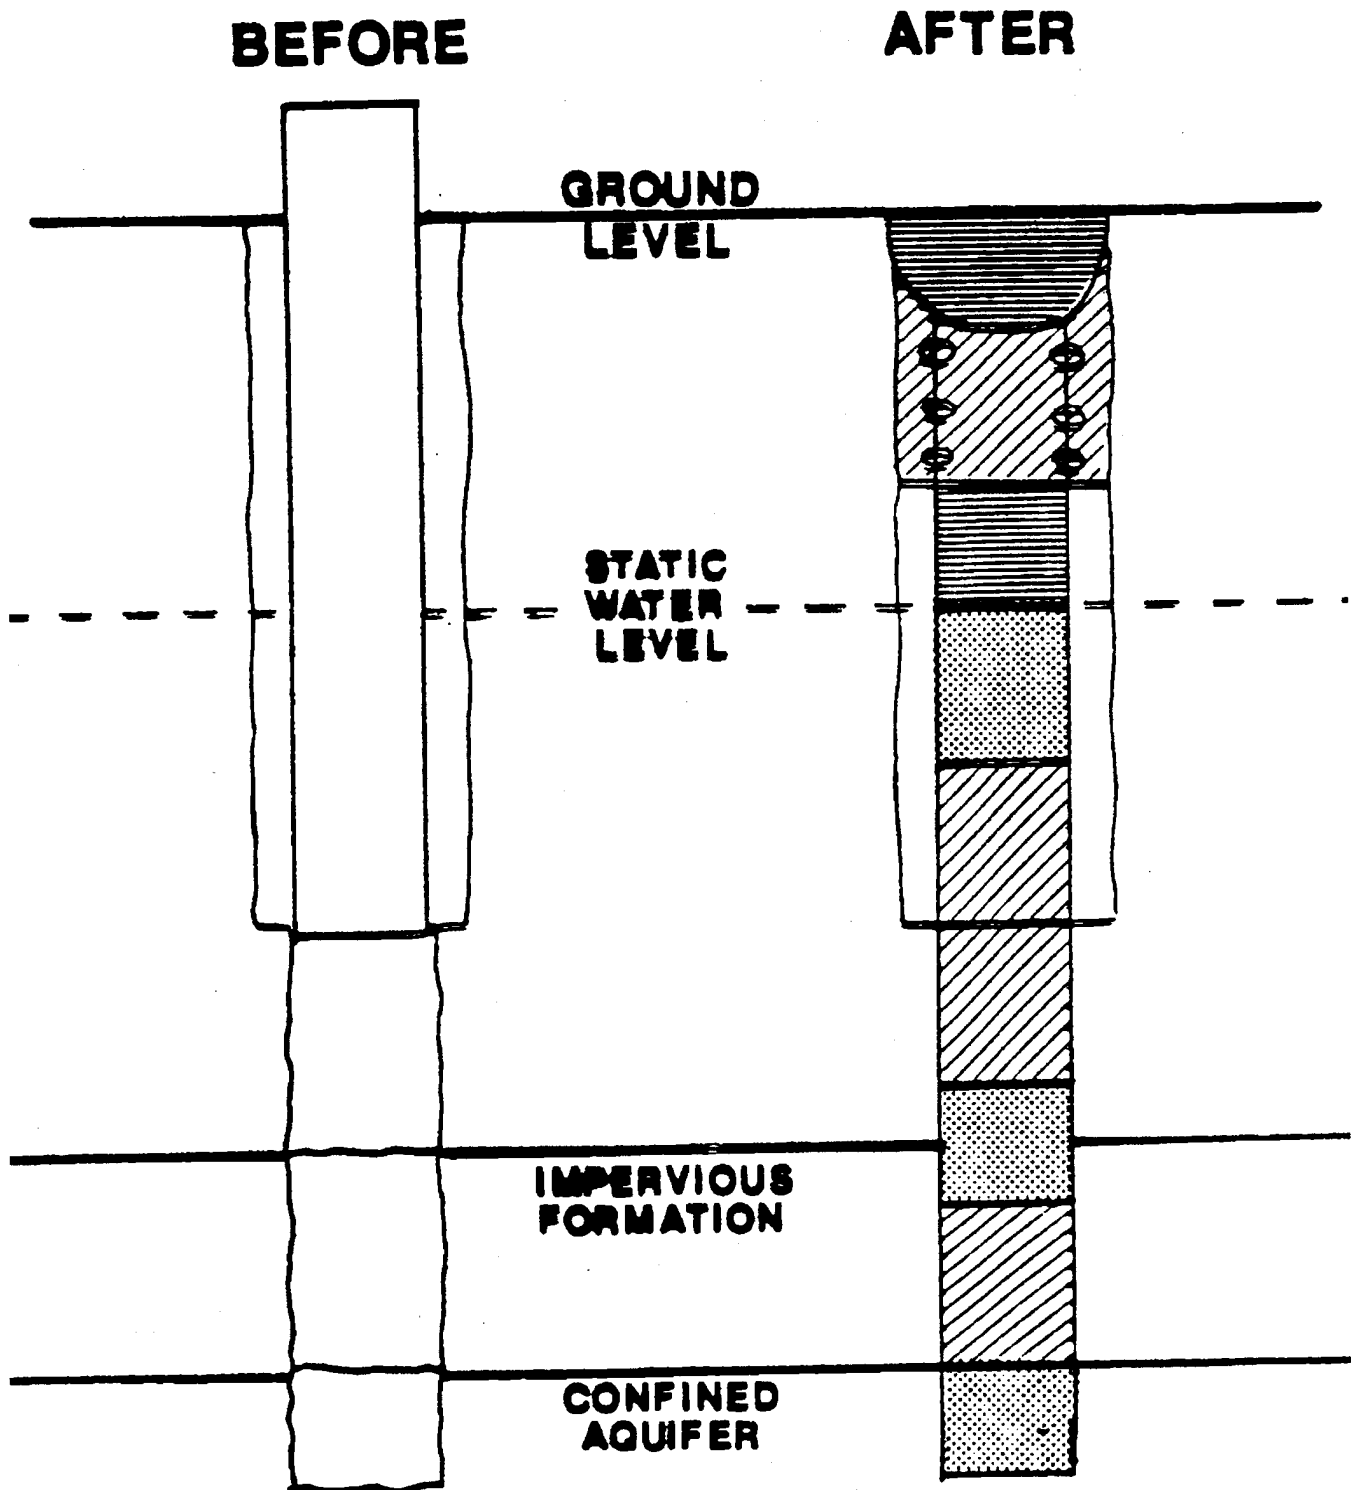 BEFORE
AFTER
GROUND
LEVEL
STATIC
WATER
LEVEL
IMPERVIOUS
FORMATION
CONFINED
AQUIFER